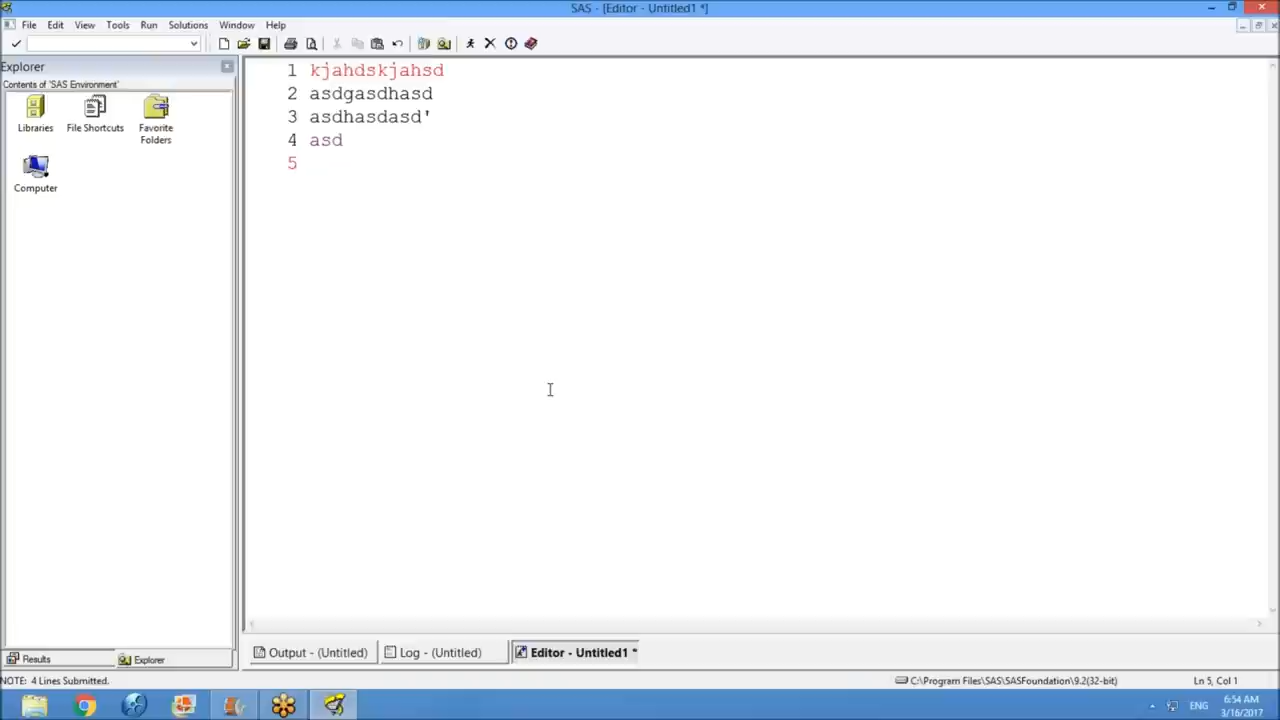 SAS - [Editor - Untitled1 *]
File Edit View Tools Run Solutions Window Help
Explorer
Contents of 'SAS Environment'
Libraries File Shortcuts Favorite Folders
Computer
1 kjahdskjahsd
2 asdgasdhasd
3 asdhasdasd'
4 asd
5
Output - (Untitled) Log - (Untitled) Editor - Untitled1 *
Results Explorer
NOTE: 4 Lines Submitted. C:\Program Files\SAS\SASFoundation\9.2(32-bit) Ln 5, Col 1
ENG 6:54 AM
3/16/2017